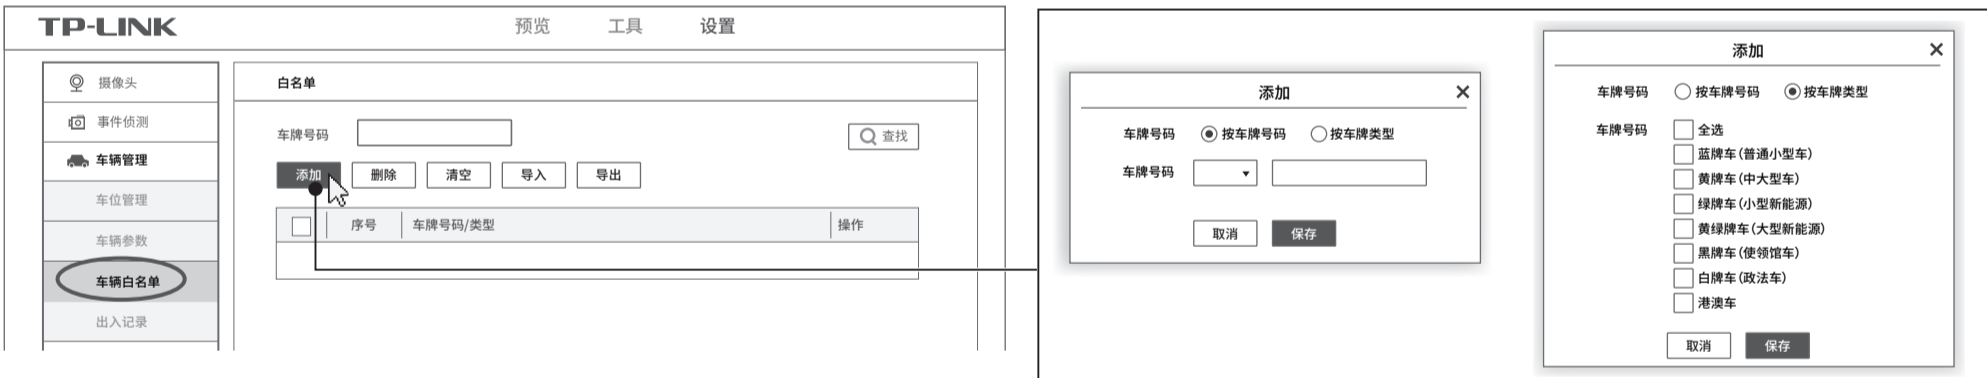 TP-LINK
预览 工具 设置
摄像头
事件侦测
车辆管理
车位管理
车辆参数
车辆白名单
出入记录
白名单
车牌号码
查找
添加 删除 清空 导入 导出
序号 车牌号码/类型 操作
添加
车牌号码 按车牌号码 按车牌类型
车牌号码
取消 保存
添加
车牌号码 按车牌号码 按车牌类型
车牌号码 全选
蓝牌车(普通小型车)
黄牌车(中大型车)
绿牌车(小型新能源)
黄绿牌车(大型新能源)
黑牌车(使领馆车)
白牌车(政法车)
港澳车
取消 保存